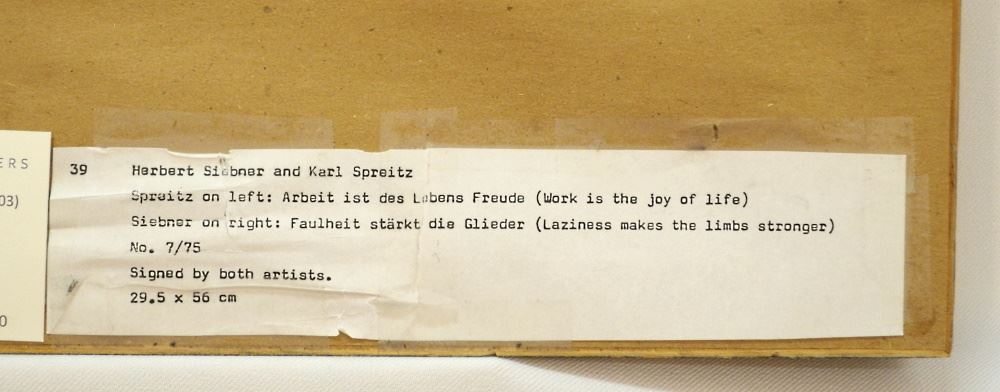 ERS
03)
0
39 Herbert Siebner and Karl Spreitz
Spreitz on left: Arbeit ist des Lebens Freude (Work is the joy of life)
Siebner on right: Faulheit stärkt die Glieder (Laziness makes the limbs stronger)
No. 7/75
Signed by both artists.
29.5 x 56 cm